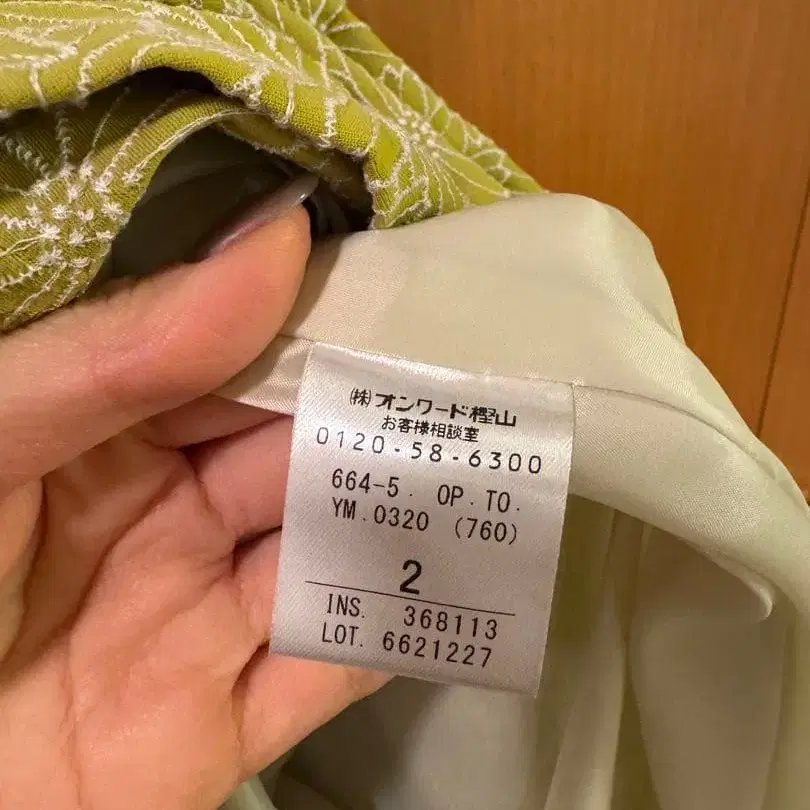 ㈱オンワード樫山
お客様相談室
0120-58-6300
664-5. OP.TO.
YM.0320 (760)
2
INS. 368113
LOT. 6621227